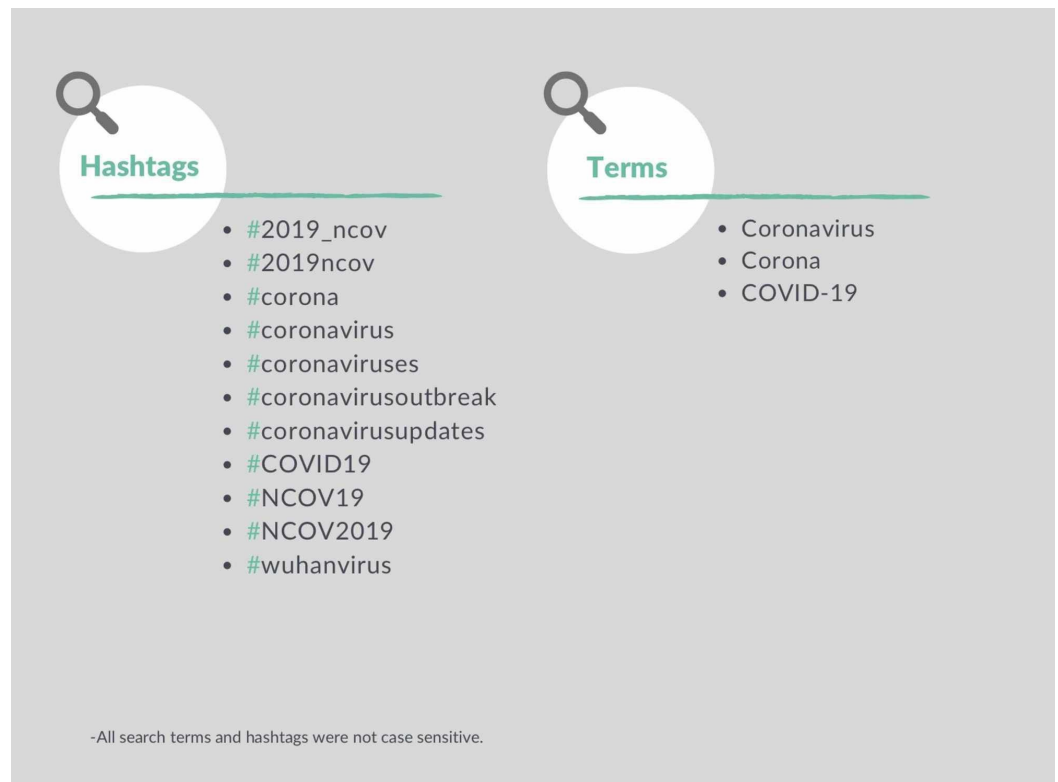 Hashtags
#2019_ncov
#2019ncov
#corona
#coronavirus
#coronaviruses
#coronavirusoutbreak
#coronavirusupdates
#COVID19
#NCOV19
#NCOV2019
#wuhanvirus
Terms
Coronavirus
Corona
COVID-19
-All search terms and hashtags were not case sensitive.